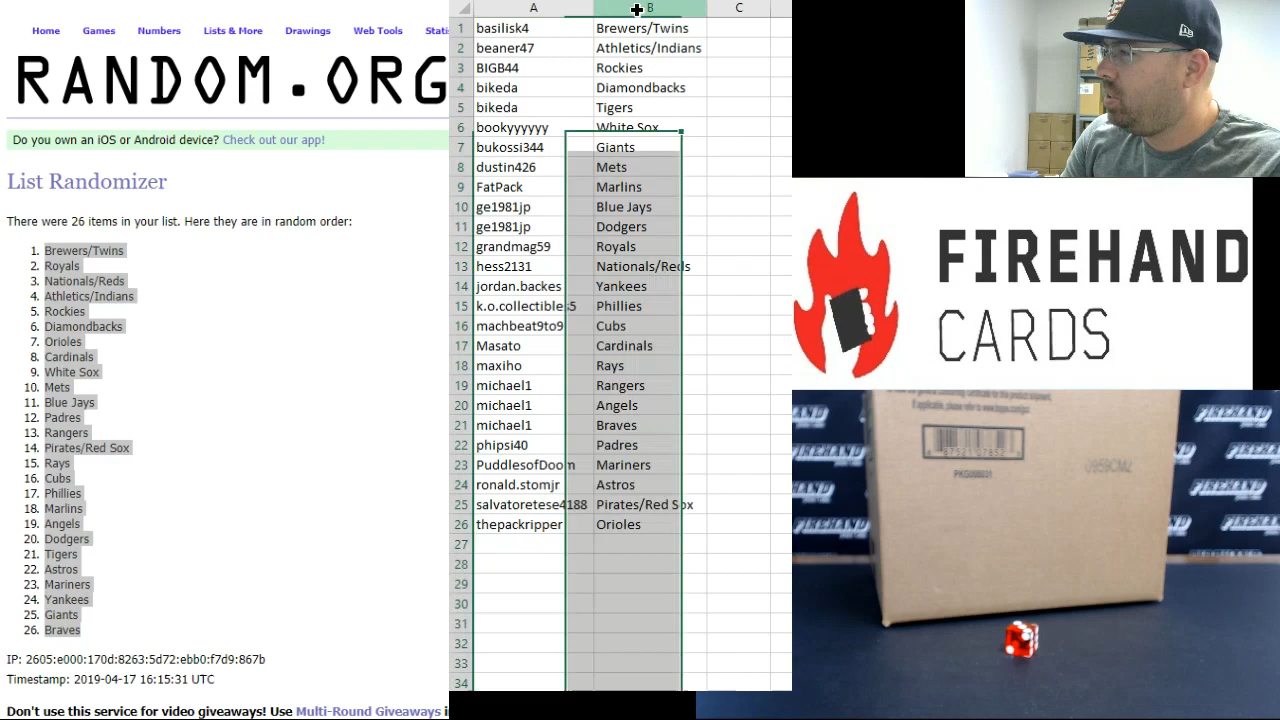 Home Games Numbers Lists & More Drawings Web Tools
RANDOM.ORG
Do you own an iOS or Android device? Check out our app!
List Randomizer
There were 26 items in your list. Here they are in random order:
1. Brewers/Twins
2. Royals
3. Nationals/Reds
4. Athletics/Indians
5. Rockies
6. Diamondbacks
7. Orioles
8. Cardinals
9. White Sox
10. Mets
11. Blue Jays
12. Padres
13. Rangers
14. Pirates/Red Sox
15. Rays
16. Cubs
17. Phillies
18. Marlins
19. Angels
20. Dodgers
21. Tigers
22. Astros
23. Mariners
24. Yankees
25. Giants
26. Braves
IP: 2605:e000:170d:8263:5d72:ebb0:f7d9:867b
Timestamp: 2019-04-17 16:15:31 UTC
Don't use this service for video giveaways! Use Multi-Round Giveaways
A B C
1 basilisk4 Brewers/Twins
2 beaner47 Athletics/Indians
3 BIGB44 Rockies
4 bikeda Diamondbacks
5 bikeda Tigers
6 bookyyyyyy White Sox
7 bukossi344 Giants
8 dustin426 Mets
9 FatPack Marlins
10 ge1981jp Blue Jays
11 ge1981jp Dodgers
12 grandmag59 Royals
13 hess2131 Nationals/Reds
14 jordan.backes Yankees
15 k.o.collectibles5 Phillies
16 machbeat9to9 Cubs
17 Masato Cardinals
18 maxiho Rays
19 michael1 Rangers
20 michael1 Angels
21 michael1 Braves
22 phipsi40 Padres
23 PuddlesofDoom Mariners
24 ronald.stomjr Astros
25 salvatoretese4188 Pirates/Red Sox
26 thepackripper Orioles
27
28
29
30
31
32
33
34
FIREHAND
CARDS